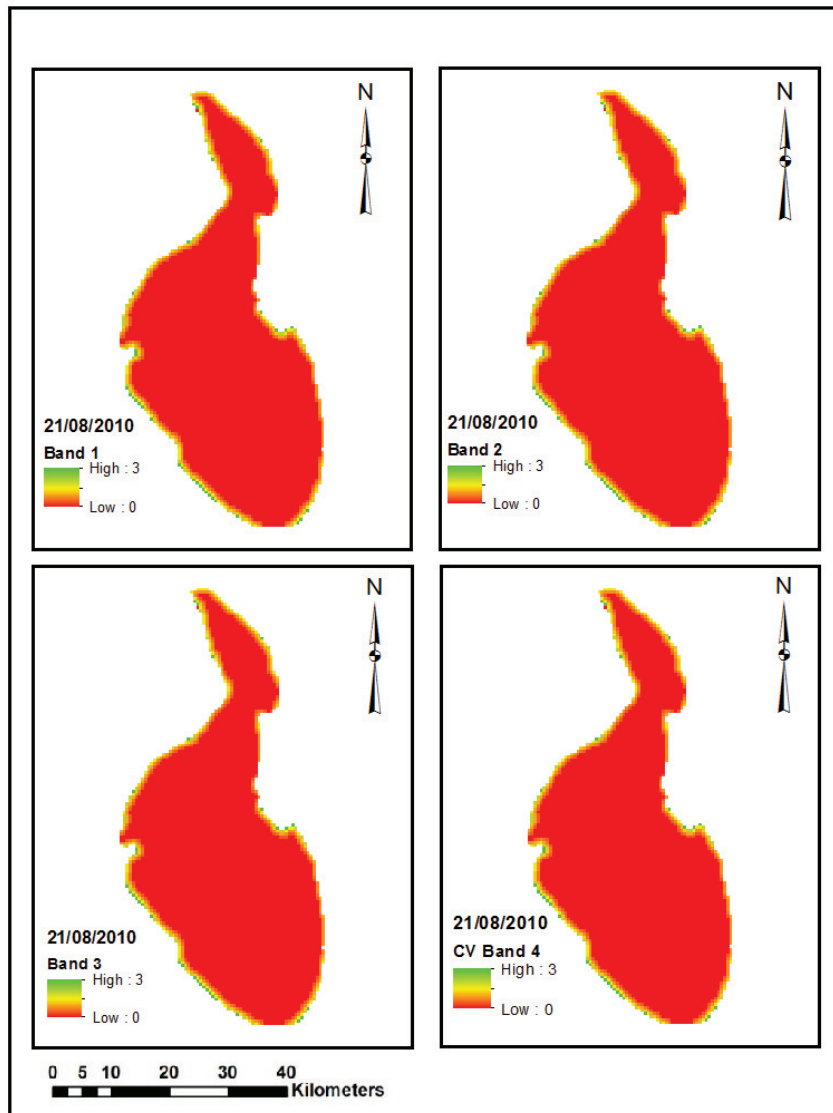 N
21/08/2010
Band 1
High : 3
Low : 0
N
21/08/2010
Band 2
High : 3
Low : 0
N
21/08/2010
Band 3
High : 3
Low : 0
N
21/08/2010
CV Band 4
High : 3
Low : 0
0 5 10 20 30 40
Kilometers